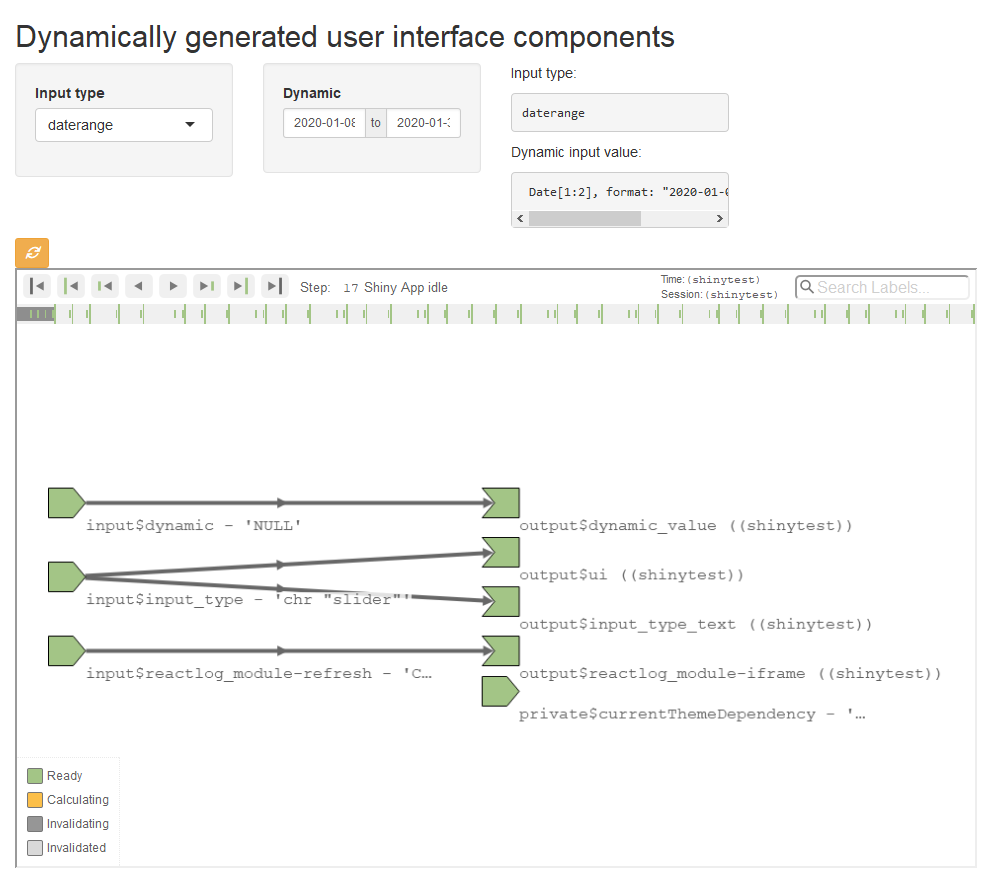 Dynamically generated user interface components
Input type
daterange
Dynamic
2020-01-08 to 2020-01-3
Input type:
daterange
Dynamic input value:
Date[1:2], format: "2020-01-0
Step: 17 Shiny App idle
Time:(shinytest)
Session:(shinytest)
Search Labels...
input$dynamic - 'NULL'
output$dynamic_value ((shinytest))
output$ui ((shinytest))
input$input_type - 'chr "slider"'
output$input_type_text ((shinytest))
input$reactlog_module-refresh - 'C…
output$reactlog_module-iframe ((shinytest))
private$currentThemeDependency - '…
Ready
Calculating
Invalidating
Invalidated